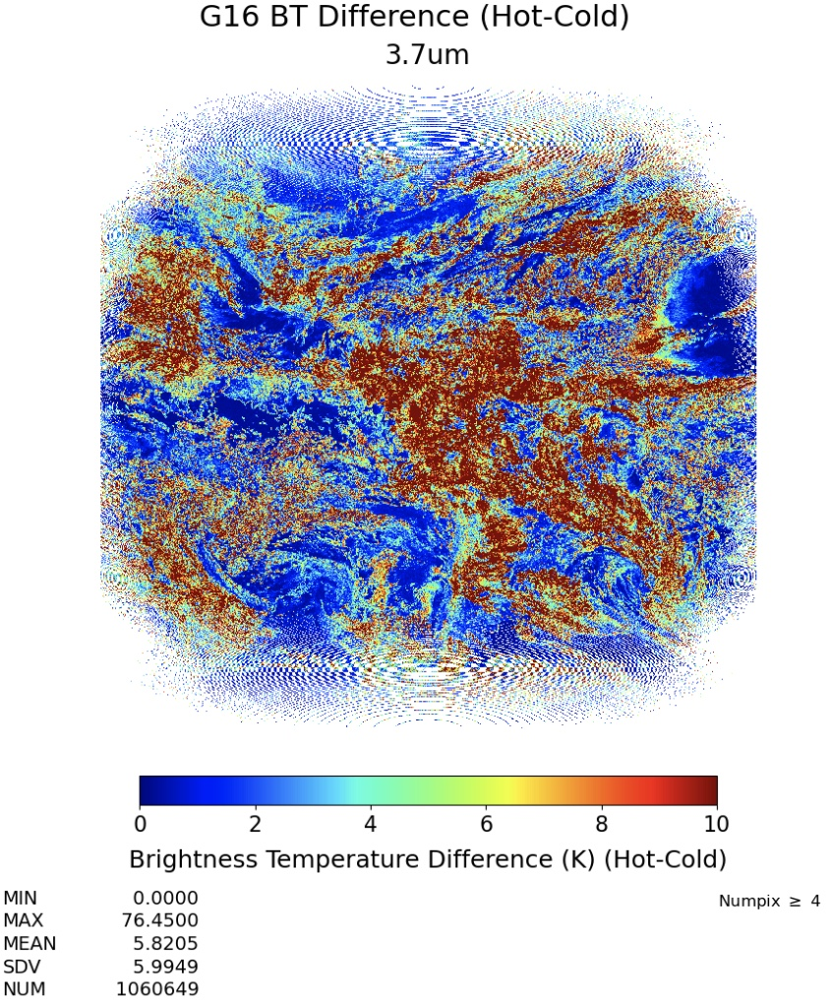 G16 BT Difference (Hot-Cold)
3.7um
0 2 4 6 8 10
Brightness Temperature Difference (K) (Hot-Cold)
MIN 0.0000
MAX 76.4500
MEAN 5.8205
SDV 5.9949
NUM 1060649
Numpix ≥ 4